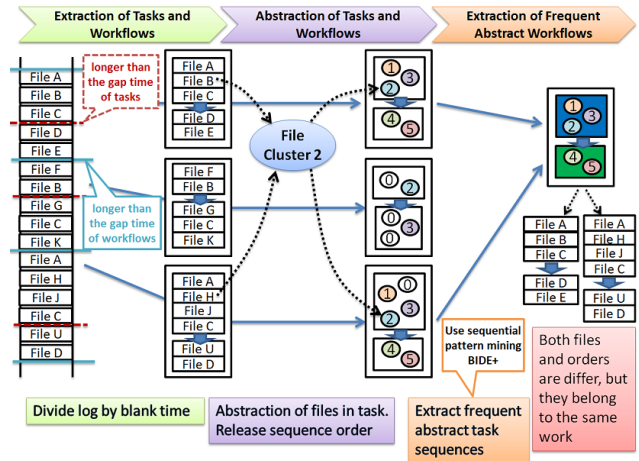 Extraction of Tasks and
Workflows
Abstraction of Tasks and
Workflows
Extraction of Frequent
Abstract Workflows
File A
File B
File C
File D
File E
File F
File B
File G
File C
File K
File A
File H
File J
File C
File U
File D
longer than
the gap time
of tasks
longer than
the gap time
of workflows
File A
File B
File C
File D
File E
File F
File B
File G
File C
File K
File A
File H
File J
File C
File U
File D
File
Cluster 2
1
3
2
4
5
0
2
0
3
0
0
1
3
2
4
5
1
3
2
4
5
File A
File B
File C
File D
File E
File A
File H
File J
File C
File U
File D
Use sequential
pattern mining
BIDE+
Divide log by blank time
Abstraction of files in task.
Release sequence order
Extract frequent
abstract task
sequences
Both files
and orders
are differ, but
they belong
to the same
work